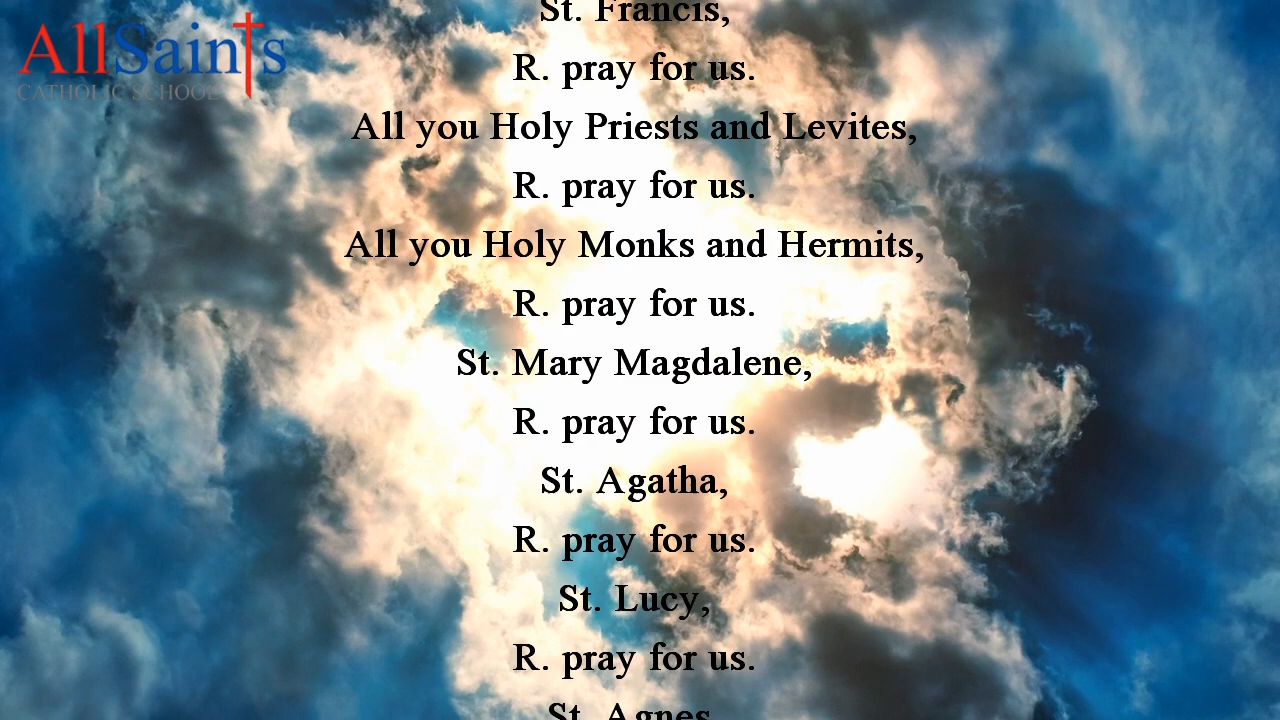 AllSaints
CATHOLIC SCHOOL
St. Francis,
R. pray for us.
All you Holy Priests and Levites,
R. pray for us.
All you Holy Monks and Hermits,
R. pray for us.
St. Mary Magdalene,
R. pray for us.
St. Agatha,
R. pray for us.
St. Lucy,
R. pray for us.
St. Agnes